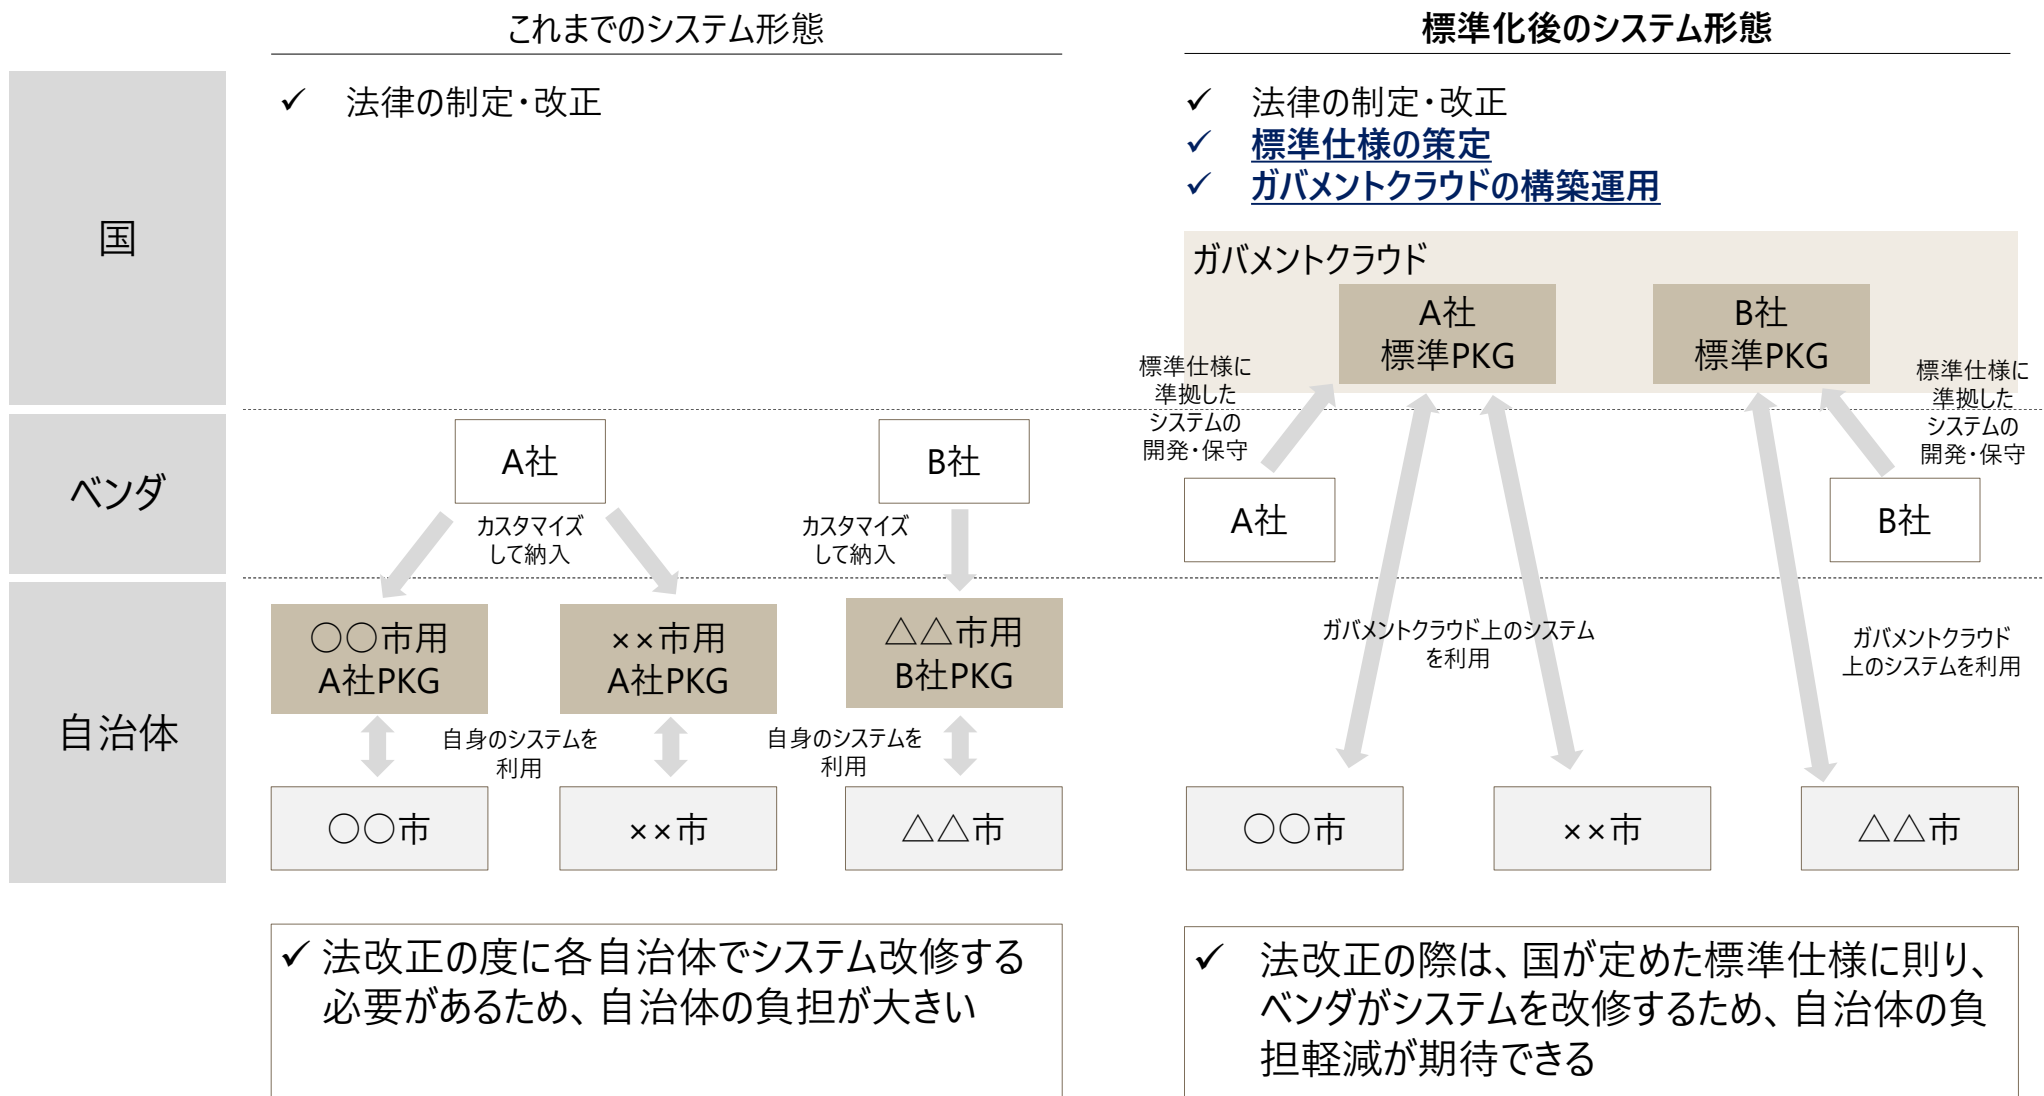 これまでのシステム形態
標準化後のシステム形態
国
✓ 法律の制定・改正
✓ 法律の制定・改正
✓ 標準仕様の策定
✓ ガバメントクラウドの構築運用
ガバメントクラウド
A社
標準PKG
B社
標準PKG
標準仕様に
準拠した
システムの
開発・保守
標準仕様に
準拠した
システムの
開発・保守
ベンダ
A社
B社
カスタマイズ
して納入
カスタマイズ
して納入
A社
B社
自治体
○○市用
A社PKG
××市用
A社PKG
△△市用
B社PKG
自身のシステムを
利用
自身のシステムを
利用
ガバメントクラウド上のシステム
を利用
ガバメントクラウド
上のシステムを利用
○○市
××市
△△市
○○市
××市
△△市
✓ 法改正の度に各自治体でシステム改修する
必要があるため、自治体の負担が大きい
✓ 法改正の際は、国が定めた標準仕様に則り、
ベンダがシステムを改修するため、自治体の負
担軽減が期待できる